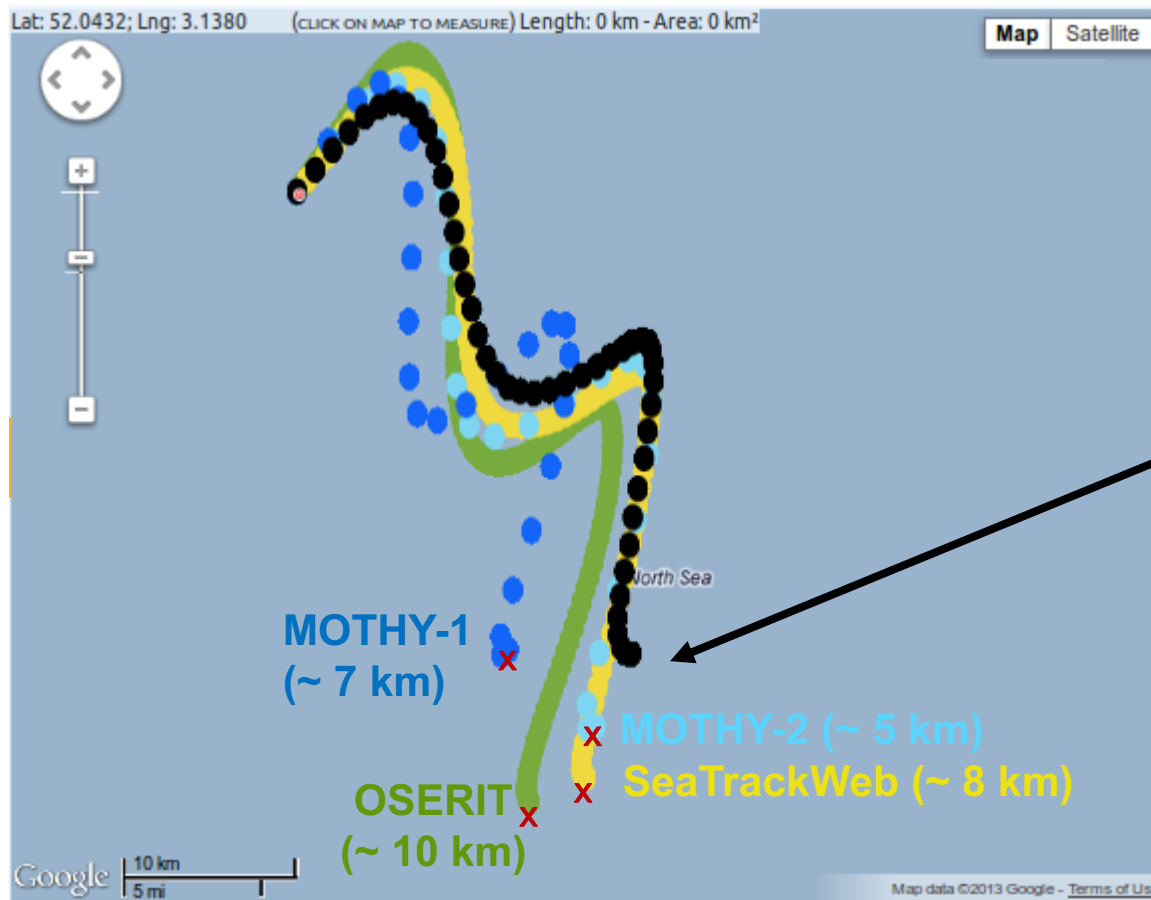 Lat: 52.0432; Lng: 3.1380 (CLICK ON MAP TO MEASURE) Length: 0 km - Area: 0 km²
Map Satellite
North Sea
MOTHY-1
(~ 7 km)
x
x
MOTHY-2 (~ 5 km)
x
SeaTrackWeb (~ 8 km)
OSERIT
x
(~ 10 km)
Google
10 km
5 mi
Map data ©2013 Google - Terms of Us